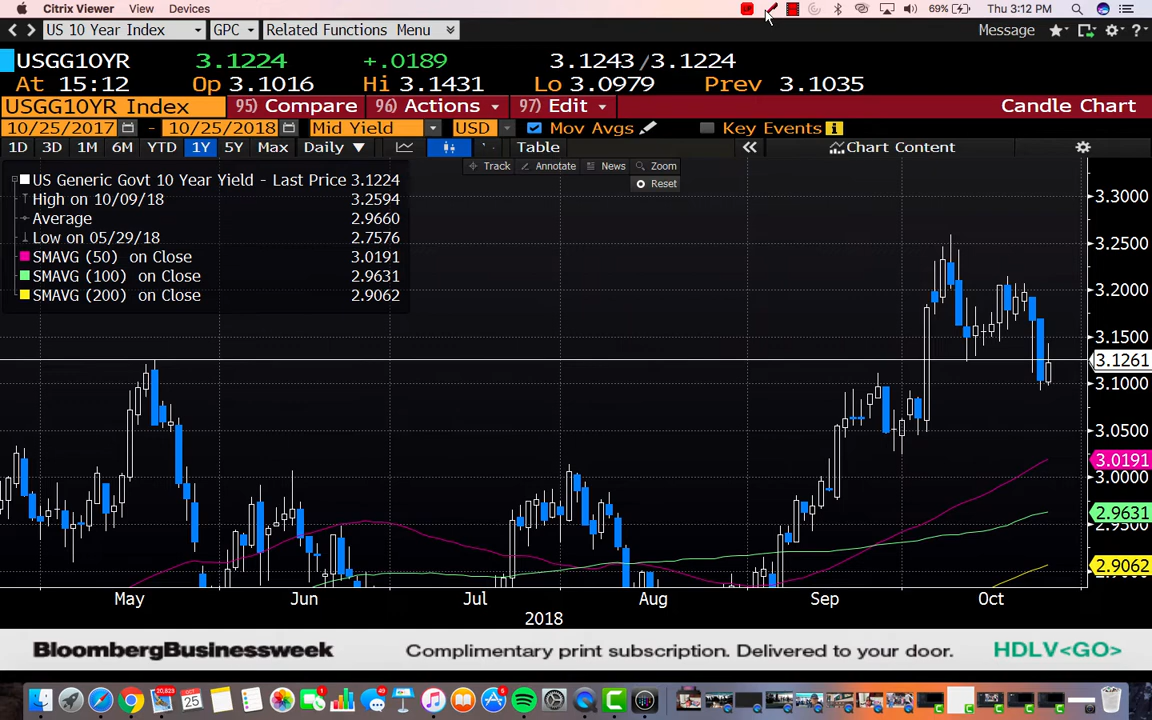 Citrix Viewer View Devices 69% Thu 3:12 PM
US 10 Year Index GPC Related Functions Menu Message
USGG10YR 3.1224 +.0189 3.1243/3.1224
At 15:12 Op 3.1016 Hi 3.1431 Lo 3.0979 Prev 3.1035
USGG10YR Index 95) Compare 96) Actions 97) Edit Candle Chart
10/25/2017 - 10/25/2018 Mid Yield USD Mov Avgs Key Events
1D 3D 1M 6M YTD 1Y 5Y Max Daily Table Chart Content
Track Annotate News Zoom
Reset
US Generic Govt 10 Year Yield - Last Price 3.1224
High on 10/09/18 3.2594
Average 2.9660
Low on 05/29/18 2.7576
SMAVG (50) on Close 3.0191
SMAVG (100) on Close 2.9631
SMAVG (200) on Close 2.9062
3.3000
3.2500
3.2000
3.1500
3.1261
3.1000
3.0500
3.0191
3.0000
2.9631
2.9062
May Jun Jul Aug Sep Oct
2018
BloombergBusinessweek Complimentary print subscription. Delivered to your door. HDLV<GO>